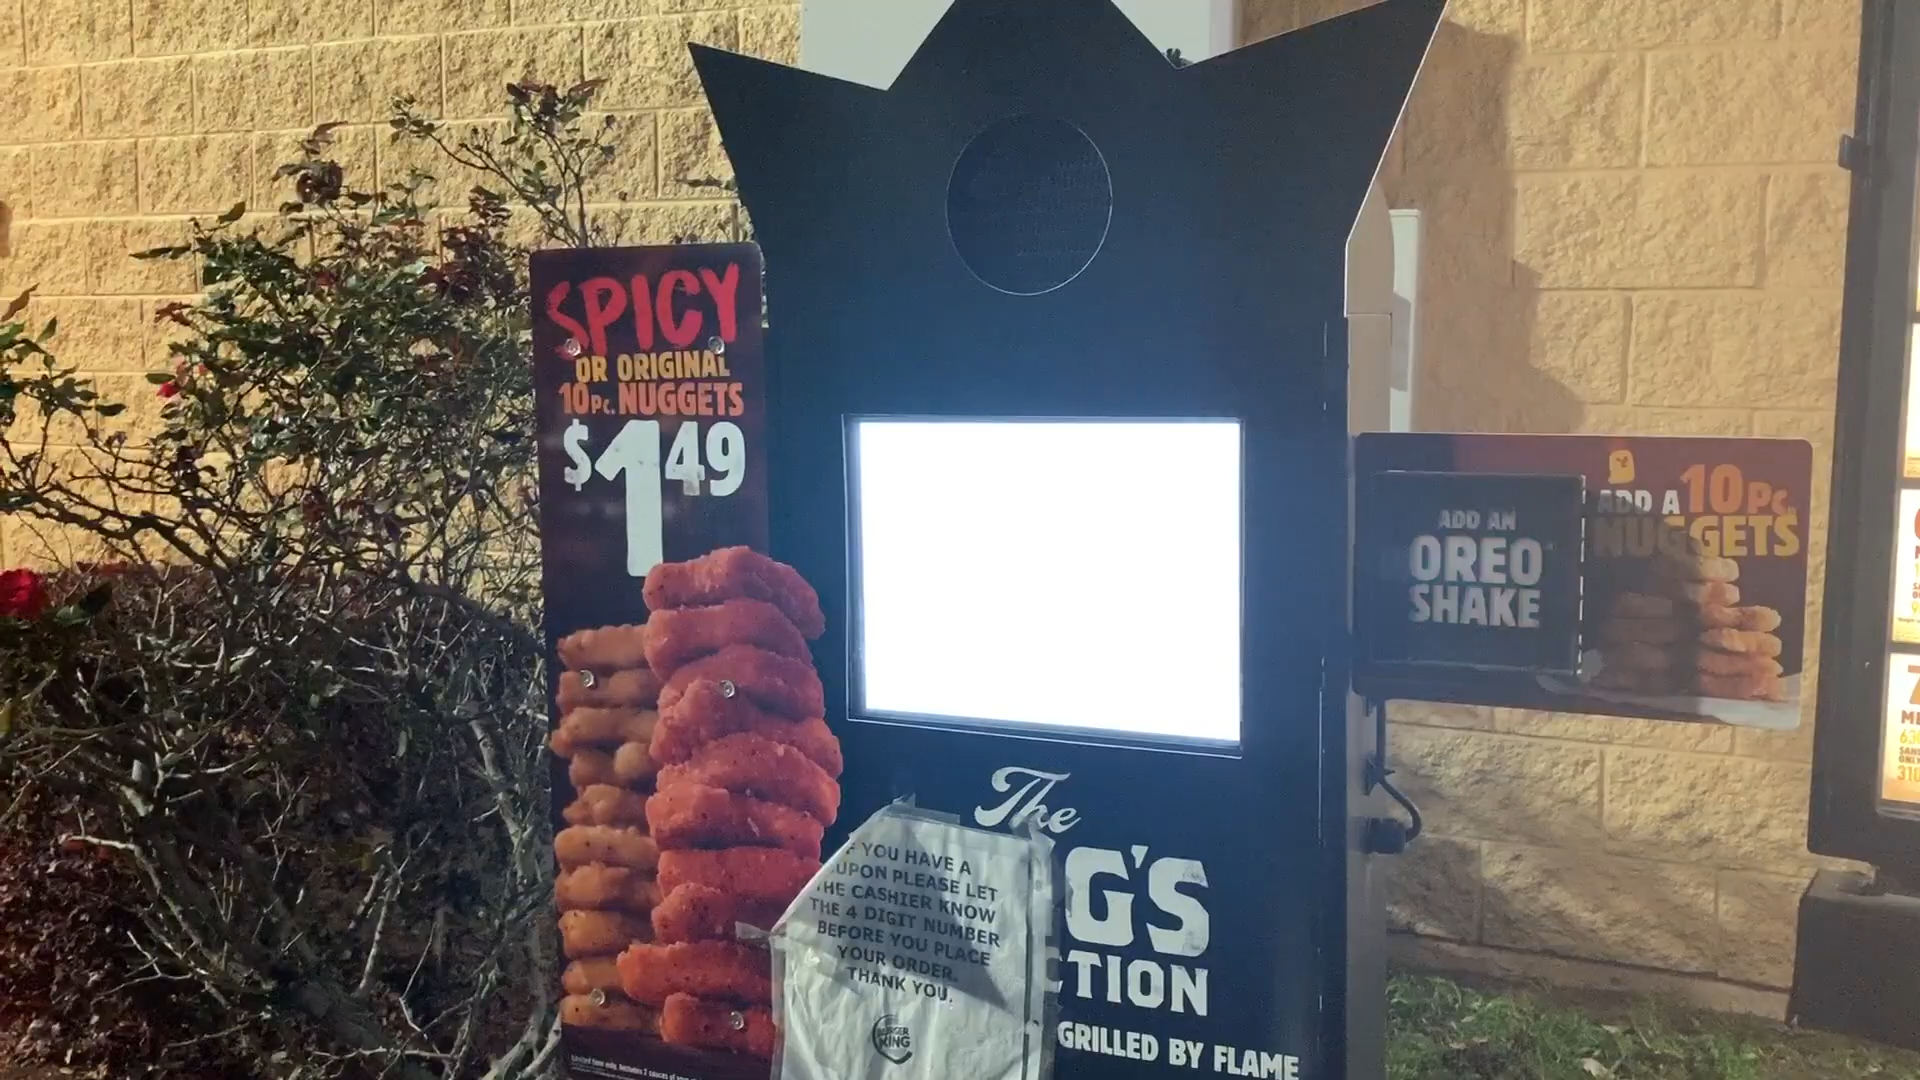 SPICY
OR ORIGINAL
10Pc. NUGGETS
$1 49
ADD AN
OREO
SHAKE
ADD A 10Pc.
NUGGETS
The
G'S
CTION
GRILLED BY FLAME
F YOU HAVE A
UPON PLEASE LET
THE CASHIER KNOW
THE 4 DIGIT NUMBER
BEFORE YOU PLACE
YOUR ORDER.
THANK YOU.
BURGER
KING